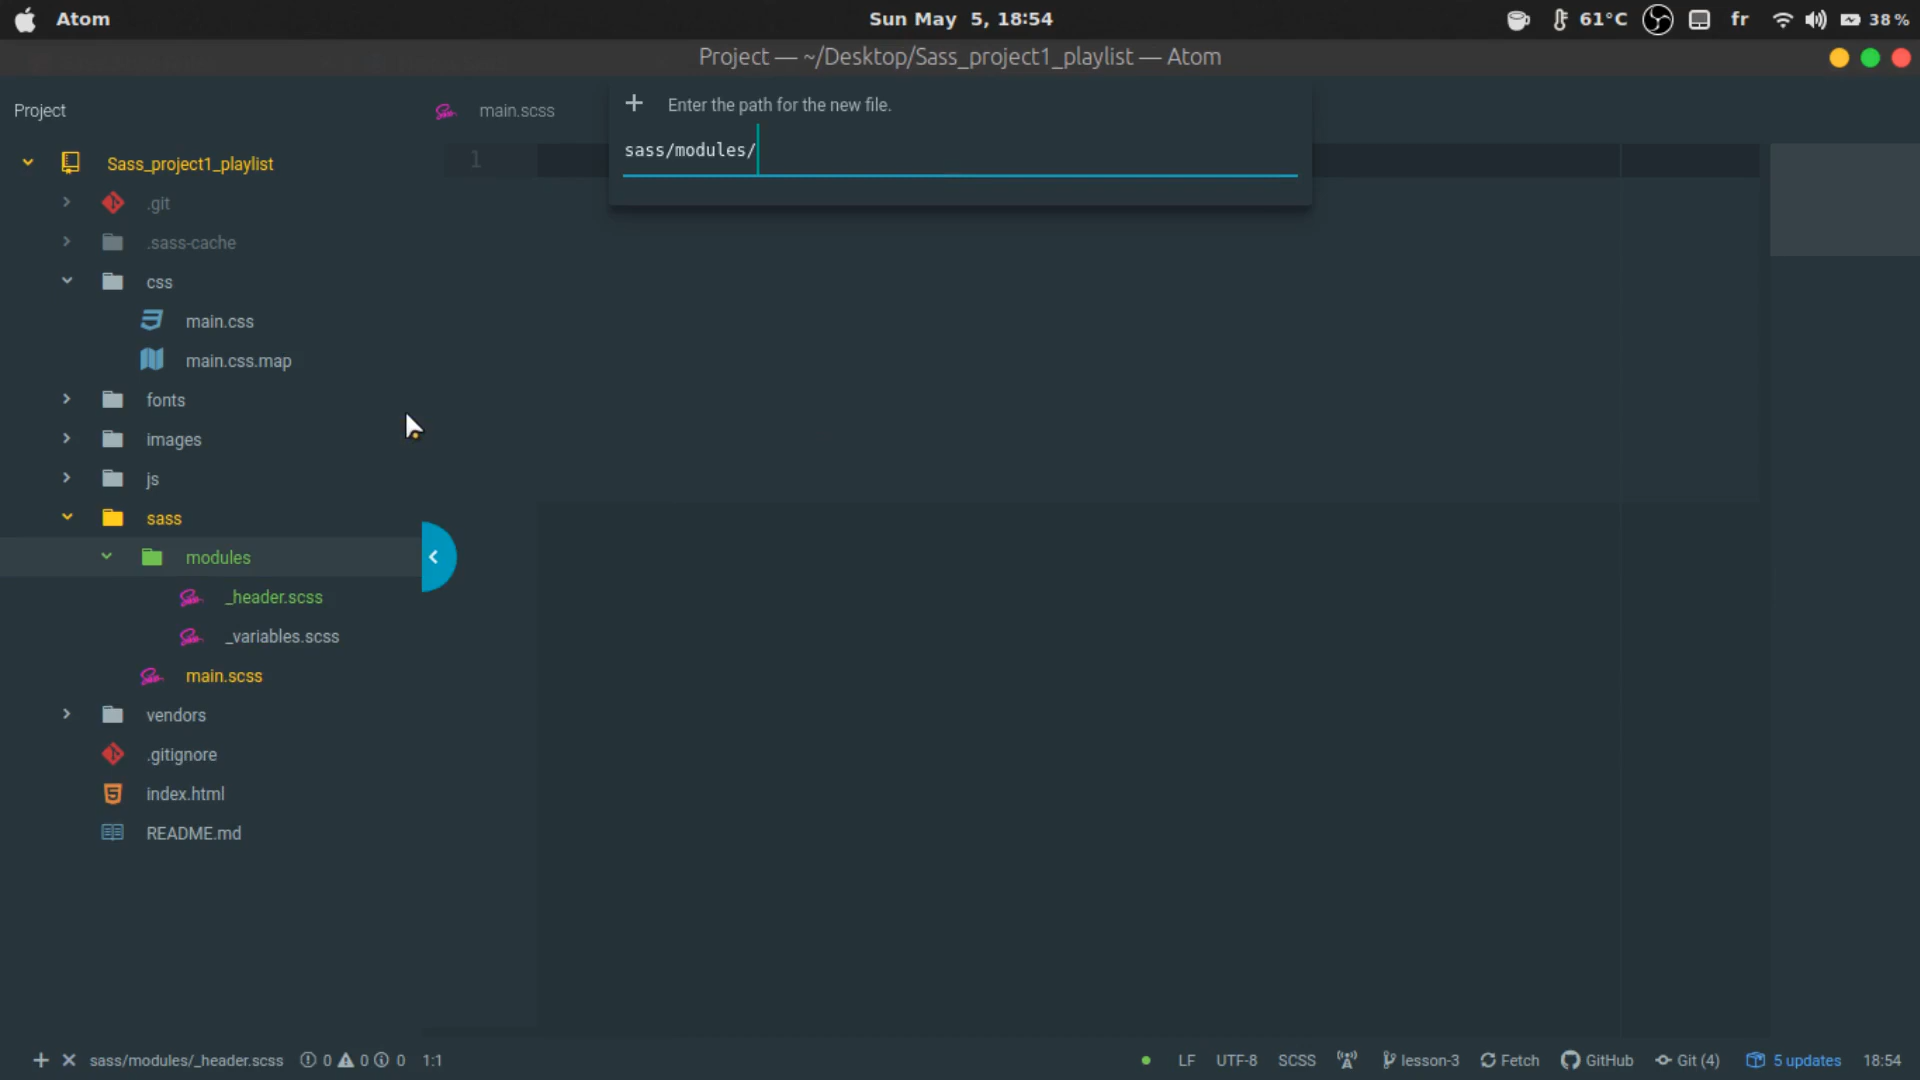 Atom
Sun May 5, 18:54
61°C
fr
38%
Project — ~/Desktop/Sass_project1_playlist — Atom
Project
main.scss
Enter the path for the new file.
sass/modules/
1
Sass_project1_playlist
.git
.sass-cache
css
main.css
main.css.map
fonts
images
js
sass
modules
_header.scss
_variables.scss
main.scss
vendors
.gitignore
index.html
README.md
sass/modules/_header.scss 0 0 0 1:1
LF UTF-8 SCSS lesson-3 Fetch GitHub Git (4) 5 updates 18:54